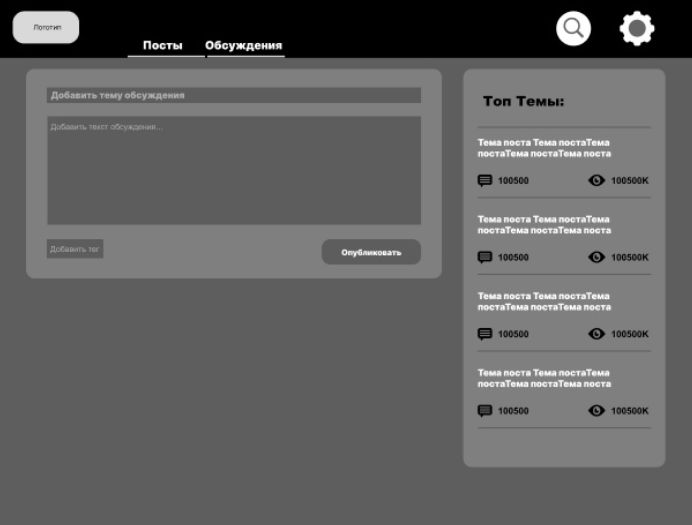 Логотип
Посты
Обсуждения
Добавить тему обсуждения
Добавить текст обсуждения...
Добавить тег
Опубликовать
Топ Темы:
Тема поста Тема постаТема
постаТема постаТема поста
100500
100500K
Тема поста Тема постаТема
постаТема постаТема поста
100500
100500K
Тема поста Тема постаТема
постаТема постаТема поста
100500
100500K
Тема поста Тема постаТема
постаТема постаТема поста
100500
100500K